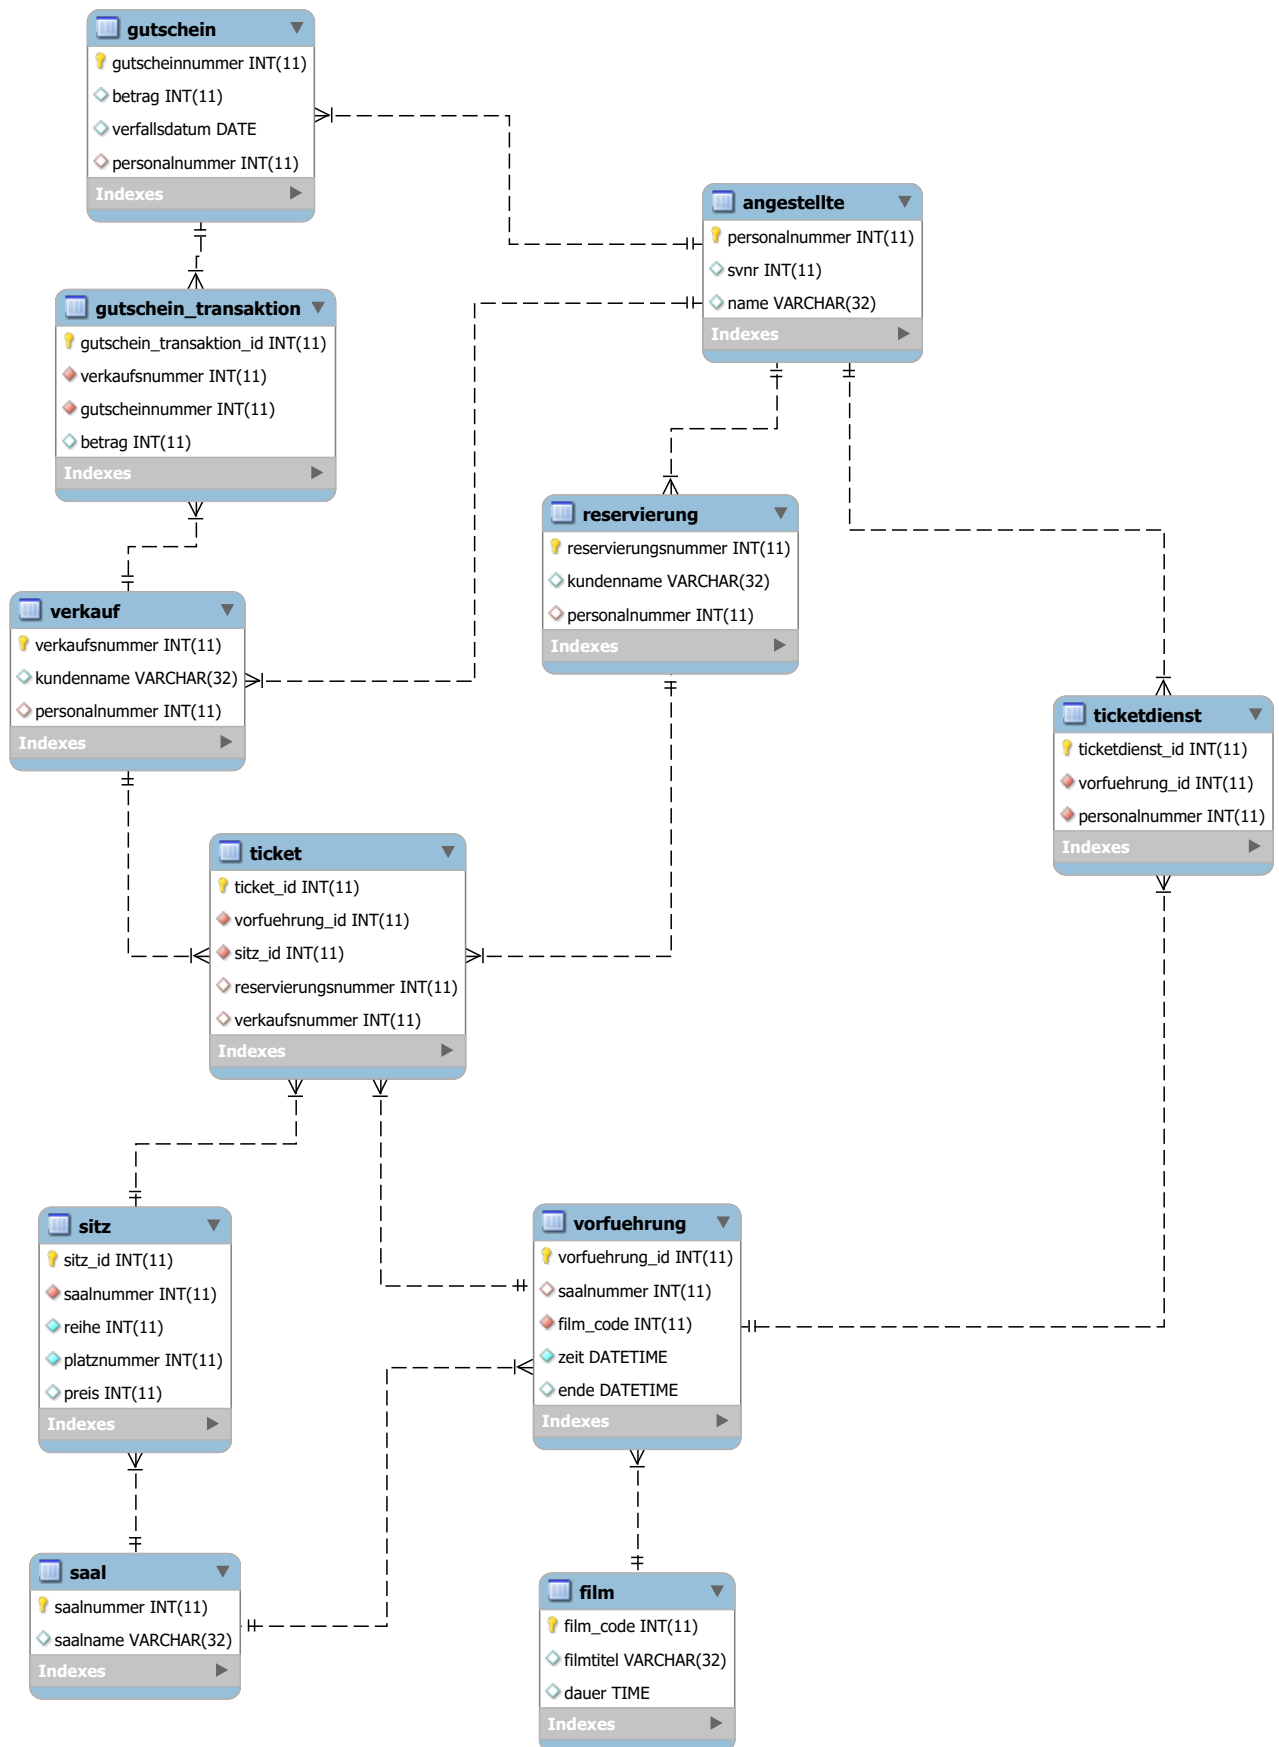 gutschein
gutscheinnummer INT(11)
betrag INT(11)
verfallsdatum DATE
personalnummer INT(11)
Indexes
angestellte
personalnummer INT(11)
svnr INT(11)
name VARCHAR(32)
Indexes
gutschein_transaktion
gutschein_transaktion_id INT(11)
verkaufsnummer INT(11)
gutscheinnummer INT(11)
betrag INT(11)
Indexes
reservierung
reservierungsnummer INT(11)
kundenname VARCHAR(32)
personalnummer INT(11)
Indexes
verkauf
verkaufsnummer INT(11)
kundenname VARCHAR(32)
personalnummer INT(11)
Indexes
ticketdienst
ticketdienst_id INT(11)
vorfuehrung_id INT(11)
personalnummer INT(11)
Indexes
ticket
ticket_id INT(11)
vorfuehrung_id INT(11)
sitz_id INT(11)
reservierungsnummer INT(11)
verkaufsnummer INT(11)
Indexes
sitz
sitz_id INT(11)
saalnummer INT(11)
reihe INT(11)
platznummer INT(11)
preis INT(11)
Indexes
vorfuehrung
vorfuehrung_id INT(11)
saalnummer INT(11)
film_code INT(11)
zeit DATETIME
ende DATETIME
Indexes
saal
saalnummer INT(11)
saalname VARCHAR(32)
Indexes
film
film_code INT(11)
filmtitel VARCHAR(32)
dauer TIME
Indexes